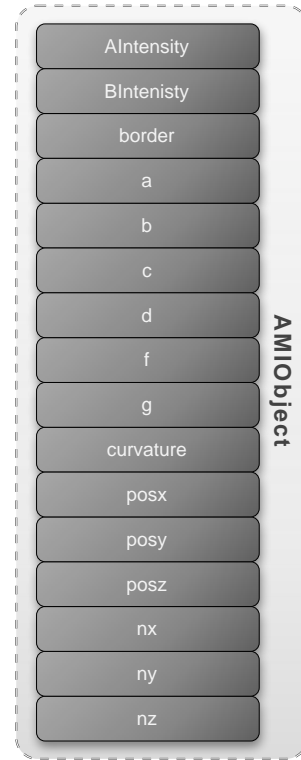 AIntensity
BIntenisty
border
a
b
c
d
f
g
curvature
posx
posy
posz
nx
ny
nz
AMIObject